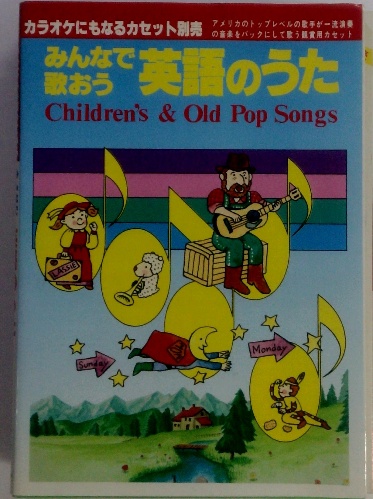 カラオケにもなるカセット別売
アメリカのトップレベルの歌手が一流演奏
の音楽をバックにして歌う観賞用カセット
みんなで
歌おう
英語のうた
Children's & Old Pop Songs
LASSIE
Sunday
Monday